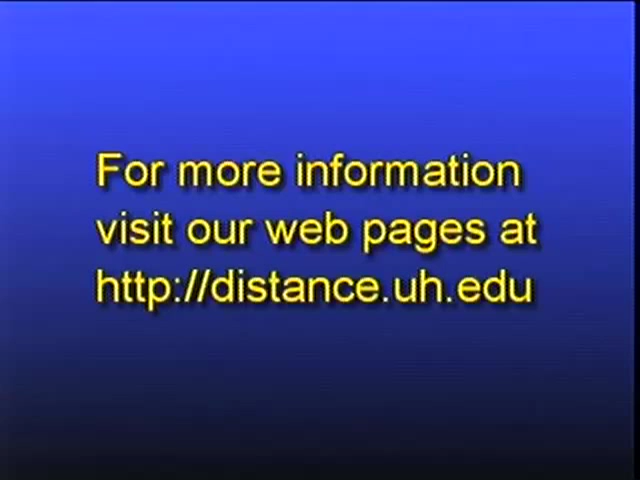 For more information
visit our web pages at
http://distance.uh.edu